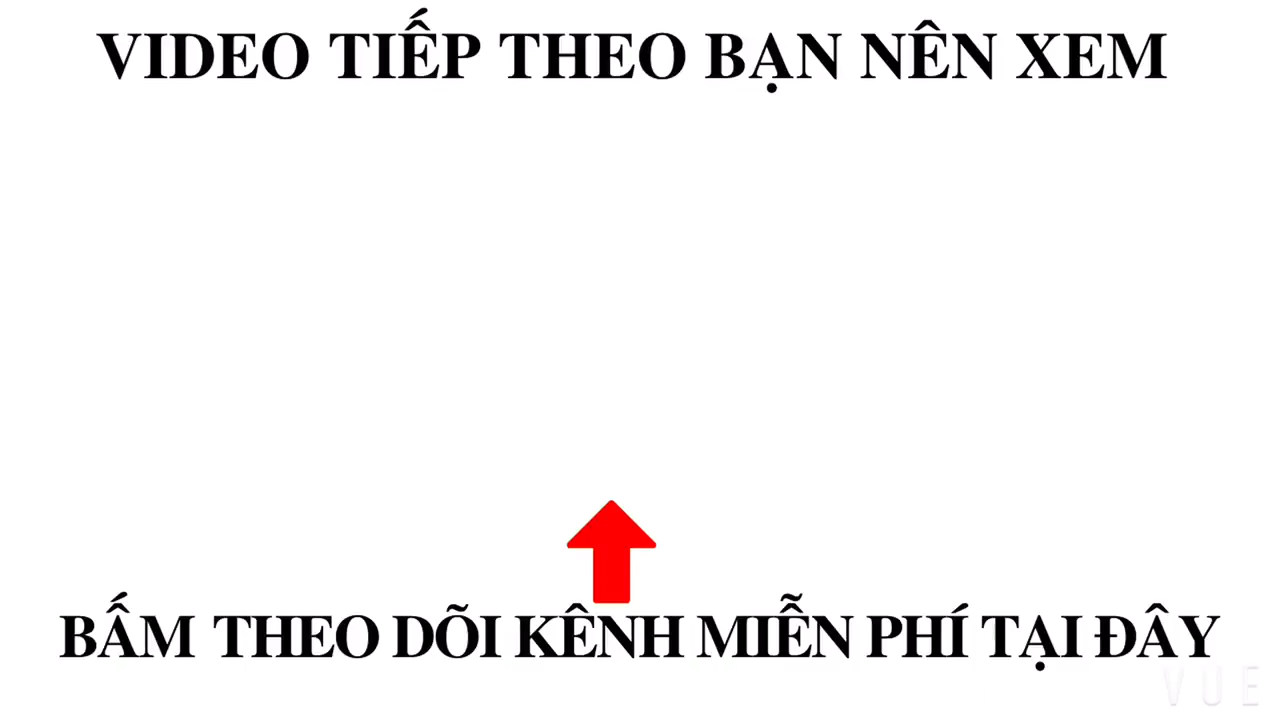 VIDEO TIẾP THEO BẠN NÊN XEM
BẤM THEO DÕI KÊNH MIỄN PHÍ TẠI ĐÂY
VUE